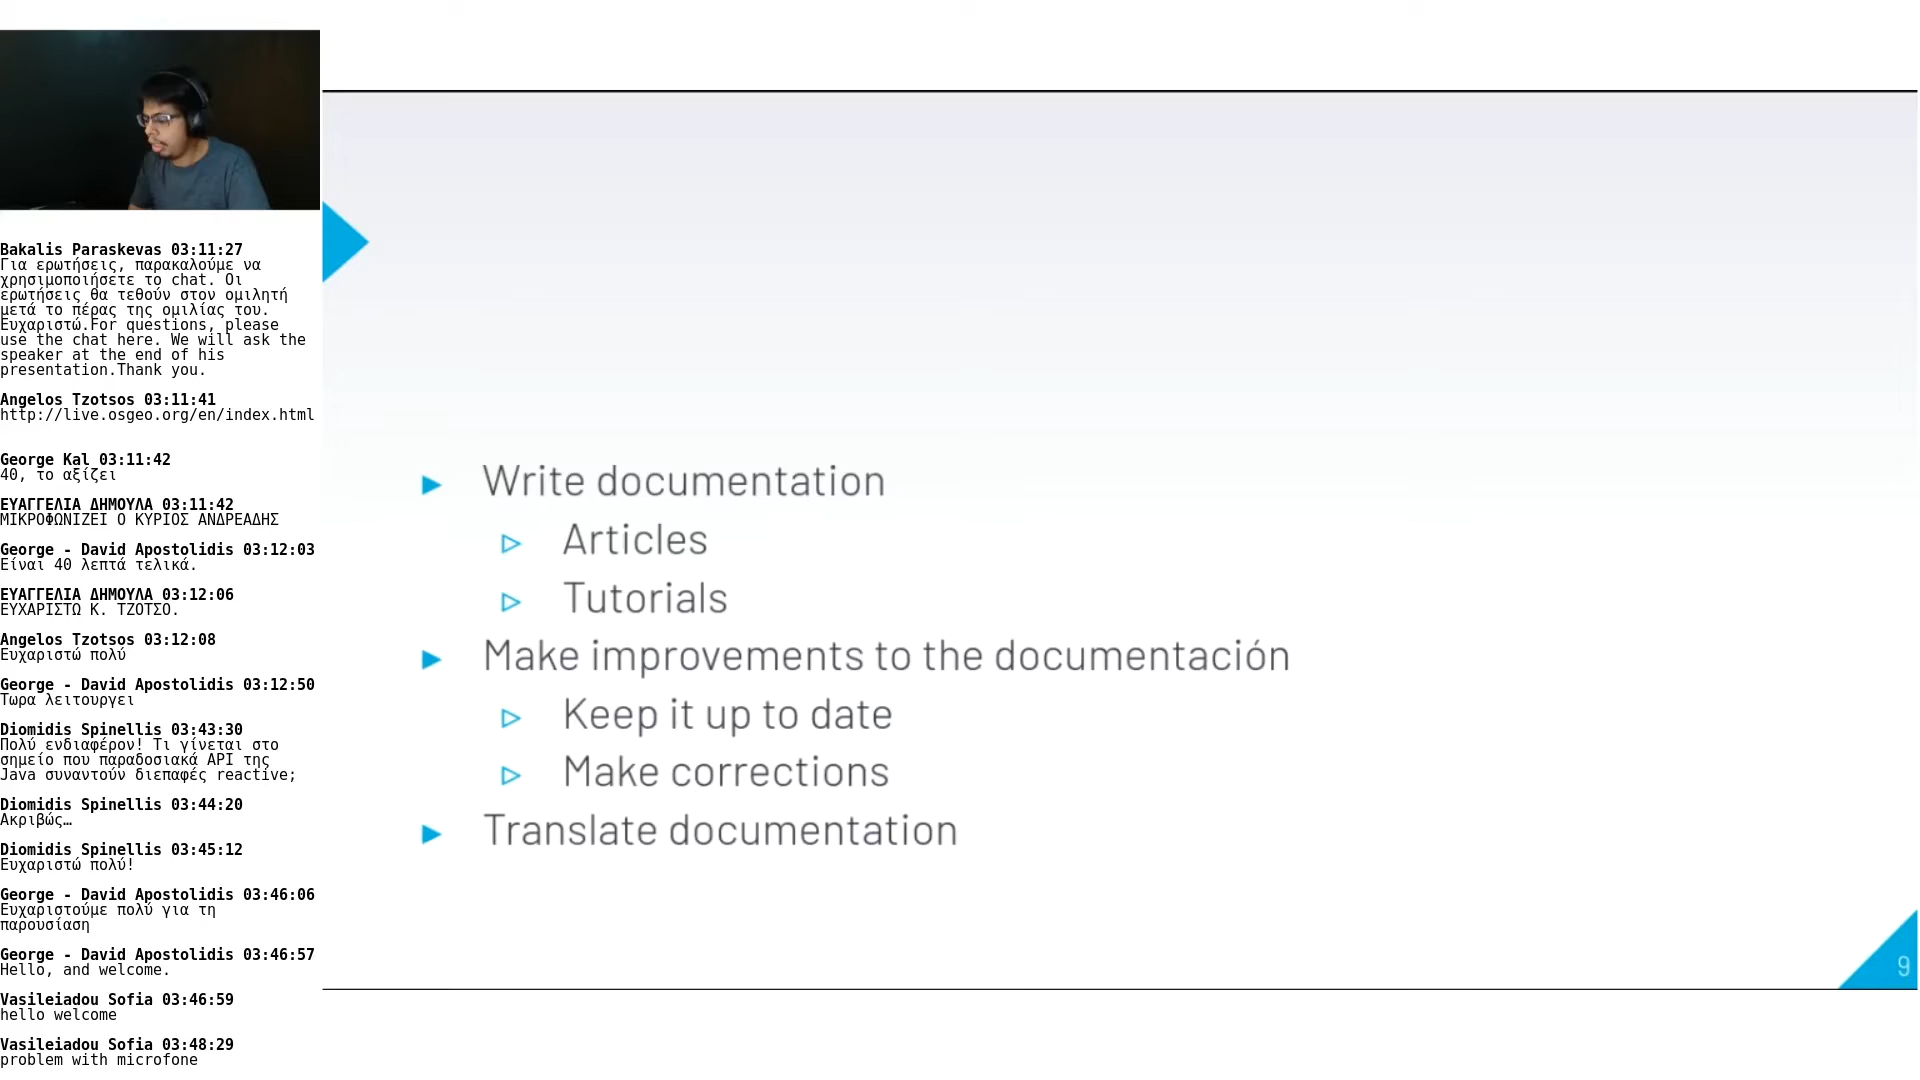 Bakalis Paraskevas 03:11:27
Για ερωτήσεις, παρακαλούμε να
χρησιμοποιήσετε το chat. Οι
ερωτήσεις θα τεθούν στον ομιλητή
μετά το πέρας της ομιλίας του.
Ευχαριστώ.For questions, please
use the chat here. We will ask the
speaker at the end of his
presentation.Thank you.
Angelos Tzotsos 03:11:41
http://live.osgeo.org/en/index.html
George Kal 03:11:42
40, το αξίζει
ΕΥΑΓΓΕΛΙΑ ΔΗΜΟΥΛΑ 03:11:42
ΜΙΚΡΟΦΩΝΙΖΕΙ Ο ΚΥΡΙΟΣ ΑΝΔΡΕΑΔΗΣ
George - David Apostolidis 03:12:03
Είναι 40 λεπτά τελικά.
ΕΥΑΓΓΕΛΙΑ ΔΗΜΟΥΛΑ 03:12:06
ΕΥΧΑΡΙΣΤΩ Κ. ΤΖΟΤΣΟ.
Angelos Tzotsos 03:12:08
Ευχαριστώ πολύ
George - David Apostolidis 03:12:50
Τωρα λειτουργει
Diomidis Spinellis 03:43:30
Πολύ ενδιαφέρον! Τι γίνεται στο
σημείο που παραδοσιακά API της
Java συναντούν διεπαφές reactive;
Diomidis Spinellis 03:44:20
Ακριβώς…
Diomidis Spinellis 03:45:12
Ευχαριστώ πολύ!
George - David Apostolidis 03:46:06
Ευχαριστούμε πολύ για τη
παρουσίαση
George - David Apostolidis 03:46:57
Hello, and welcome.
Vasileiadou Sofia 03:46:59
hello welcome
Vasileiadou Sofia 03:48:29
problem with microfone
Write documentation
Articles
Tutorials
Make improvements to the documentación
Keep it up to date
Make corrections
Translate documentation
9